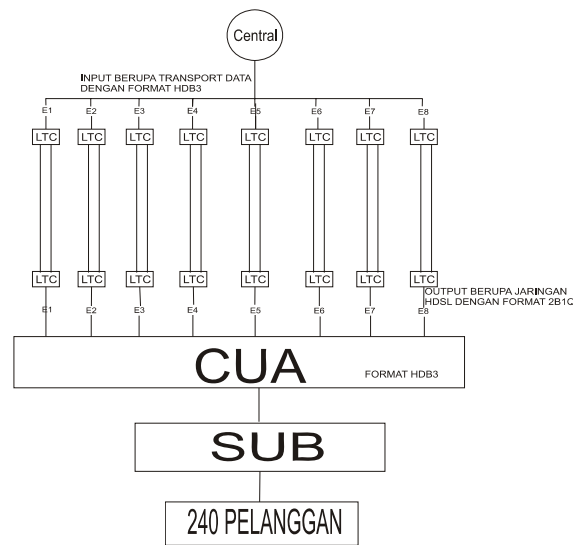 Central
INPUT BERUPA TRANSPORT DATA
DENGAN FORMAT HDB3
E1 E2 E3 E4 E5 E6 E7 E8
LTC LTC LTC LTC LTC LTC LTC LTC
LTC LTC LTC LTC LTC LTC LTC LTC
OUTPUT BERUPA JARINGAN
HDSL DENGAN FORMAT 2B1Q
E1 E2 E3 E4 E5 E6 E7 E8
CUA
FORMAT HDB3
SUB
240 PELANGGAN